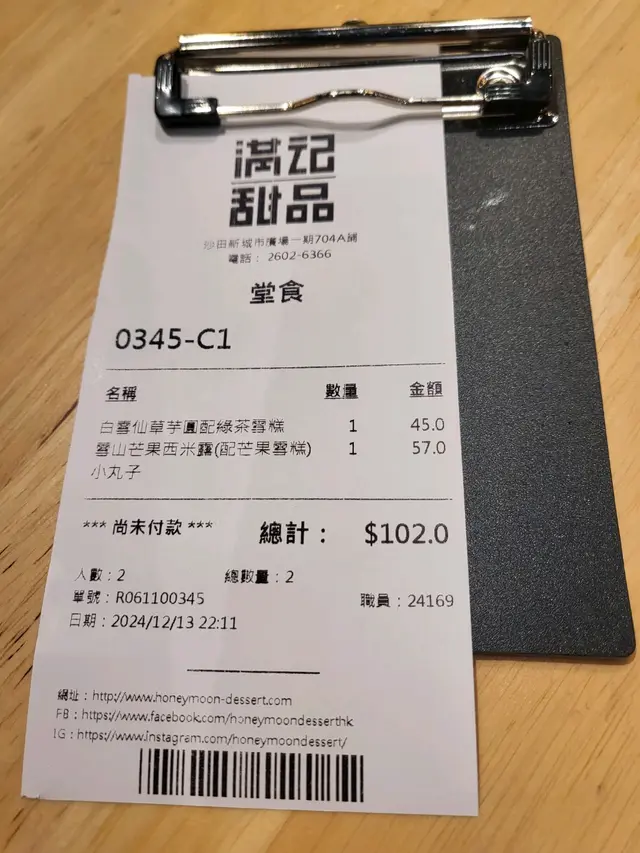 滿記
甜品
沙田新城市廣場一期704A舖
電話： 2602-6366
堂食
0345-C1
名稱 數量 金額
白雪仙草芋圓配綠茶雪糕 1 45.0
雪山芒果西米露(配芒果雪糕) 1 57.0
小丸子
*** 尚未付款 *** 總計： $102.0
人數：2 總數量：2
單號：R061100345 職員：24169
日期：2024/12/13 22:11
網址：http://www.honeymoon-dessert.com
FB：https://www.facebook.com/honeymoondesserthk
IG：https://www.instagram.com/honeymoondessert/